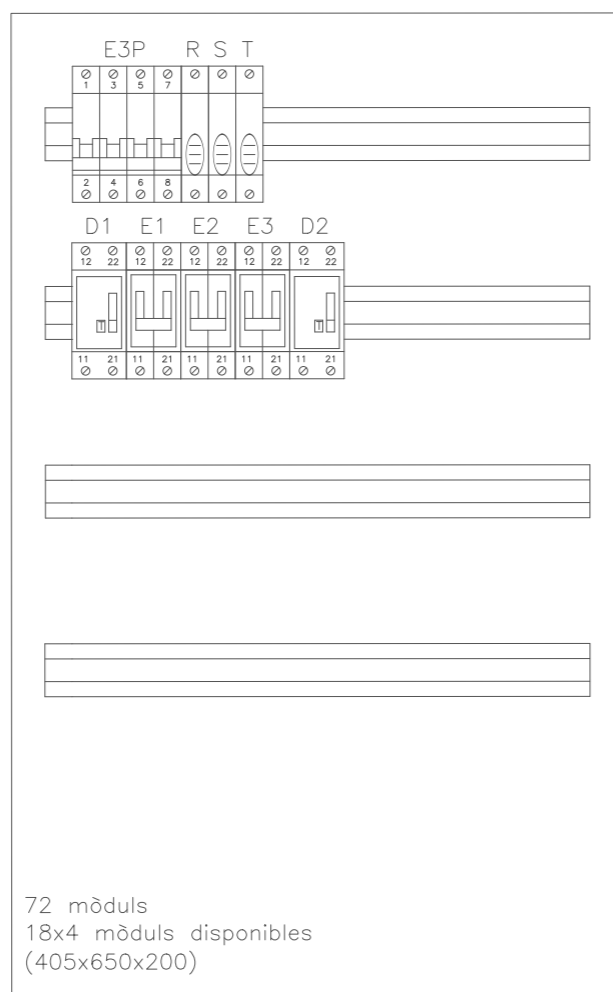 E3P R S T
1 3 5 7
2 4 6 8
D1 E1 E2 E3 D2
12 22 12 22 12 22 12 22 12 22
T T
11 21 11 21 11 21 11 21 11 21
72 mòduls
18x4 mòduls disponibles
(405x650x200)